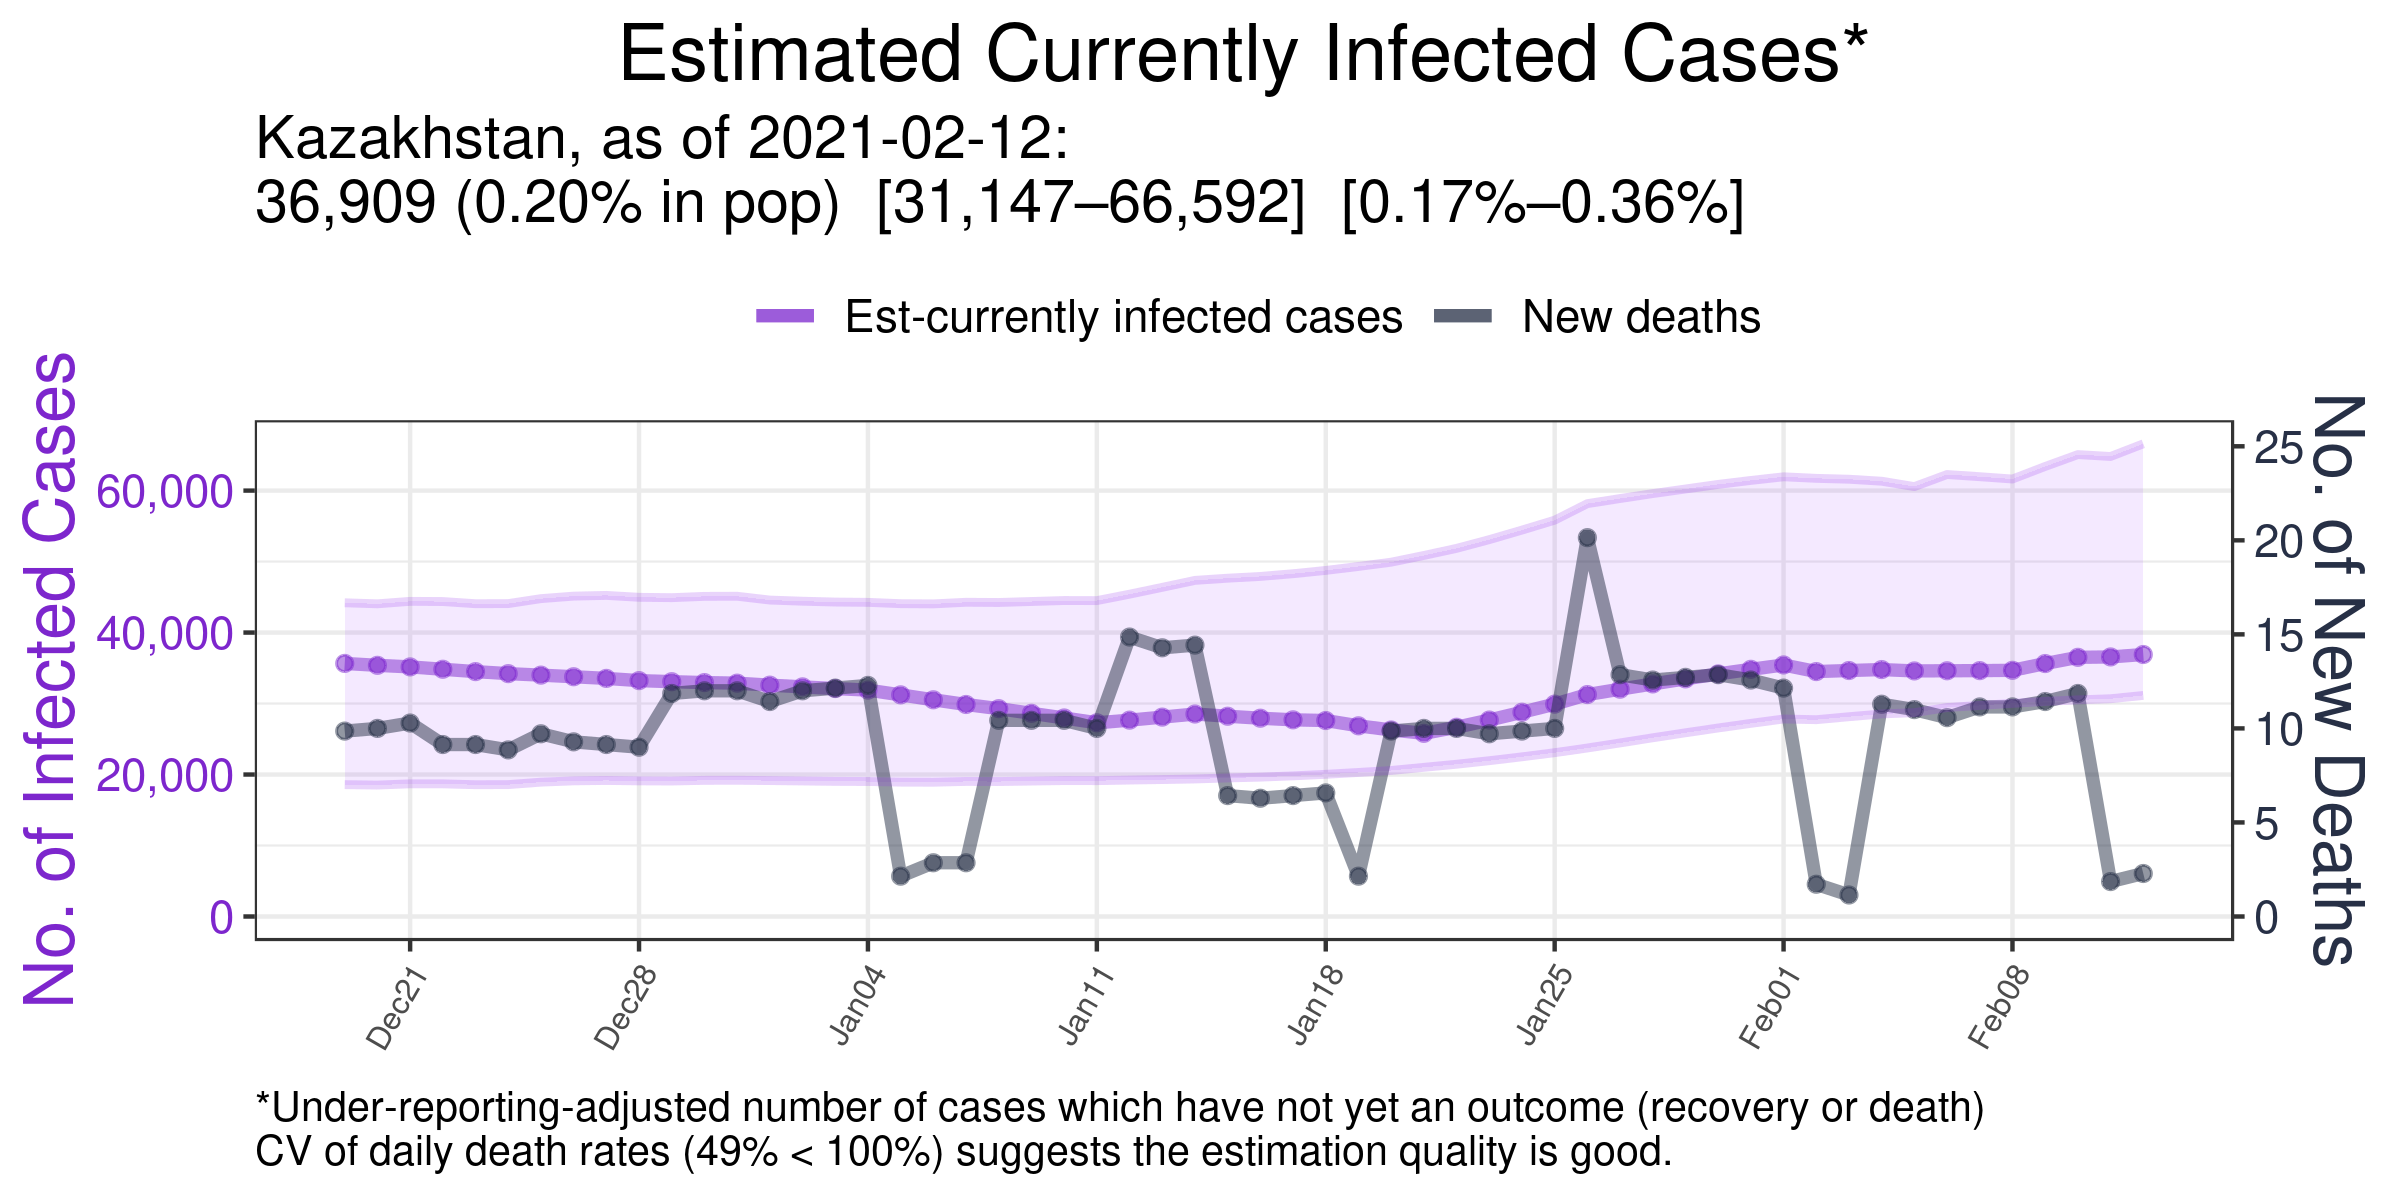 Estimated Currently Infected Cases*
Kazakhstan, as of 2021-02-12:
36,909 (0.20% in pop)  [31,147–66,592]  [0.17%–0.36%]
Est-currently infected cases
New deaths
No. of Infected Cases
60,000
40,000
20,000
0
25
20
15
10
5
0
No. of New Deaths
Dec21
Dec28
Jan04
Jan11
Jan18
Jan25
Feb01
Feb08
*Under-reporting-adjusted number of cases which have not yet an outcome (recovery or death)
CV of daily death rates (49% < 100%) suggests the estimation quality is good.